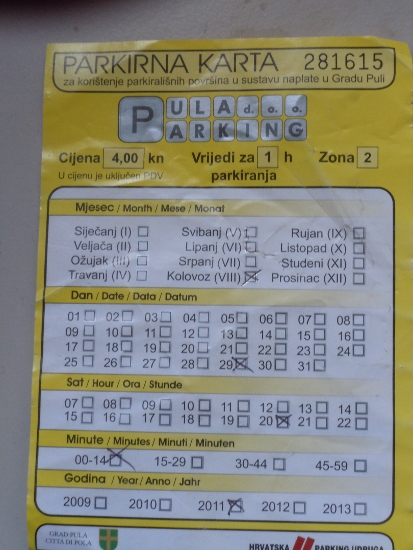 PARKIRNA KARTA 281615
za korištenje parkirališnih površina u sustavu naplate u Gradu Puli
PULA d. o. o.
PARKING
Cijena 4,00 kn Vrijedi za 1 h Zona 2
U cijenu je uključen PDV parkiranja
Mjesec / Month / Mese / Monat
Siječanj (I) Svibanj (V) Rujan (IX)
Veljača (II) Lipanj (VI) Listopad (X)
Ožujak (III) Srpanj (VII) Studeni (XI)
Travanj (IV) Kolovoz (VIII) Prosinac (XII)
Dan / Date / Data / Datum
01 02 03 04 05 06 07 08
09 10 11 12 13 14 15 16
17 18 19 20 21 22 23 24
25 26 27 28 29 30 31
Sat / Hour / Ora / Stunde
07 08 09 10 11 12 13 14
15 16 17 18 19 20 21 22
Minute / Minutes / Minuti / Minuten
00-14 15-29 30-44 45-59
Godina / Year / Anno / Jahr
2009 2010 2011 2012 2013
GRAD PULA
CITTÀ DI POLA
HRVATSKA PARKING UDRUGA